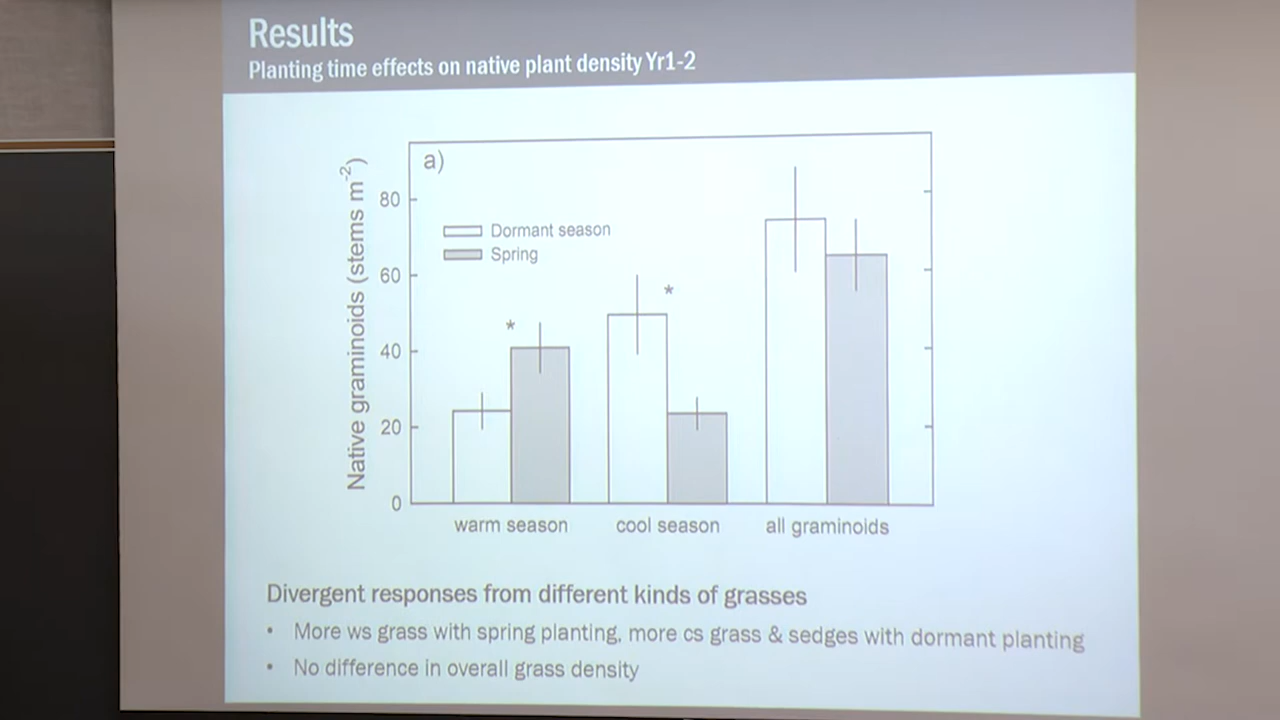 Results
Planting time effects on native plant density Yr1-2
a)
Native graminoids (stems m-2)
80
60
40
20
0
Dormant season
Spring
*
*
warm season cool season all graminoids
Divergent responses from different kinds of grasses
• More ws grass with spring planting, more cs grass & sedges with dormant planting
• No difference in overall grass density